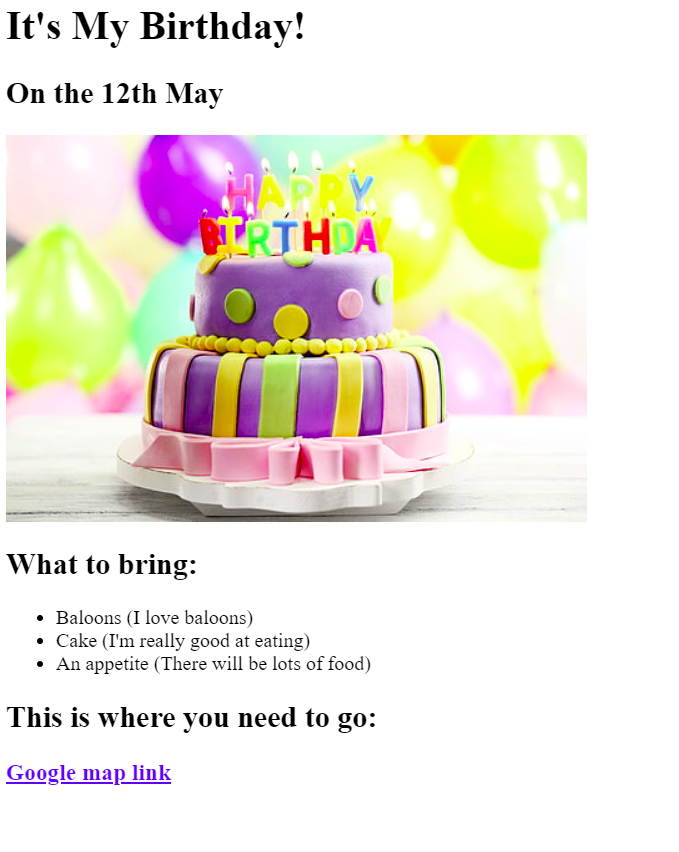 It's My Birthday!
On the 12th May
HAPPY
BIRTHDAY
What to bring:
Baloons (I love baloons)
Cake (I'm really good at eating)
An appetite (There will be lots of food)
This is where you need to go:
Google map link